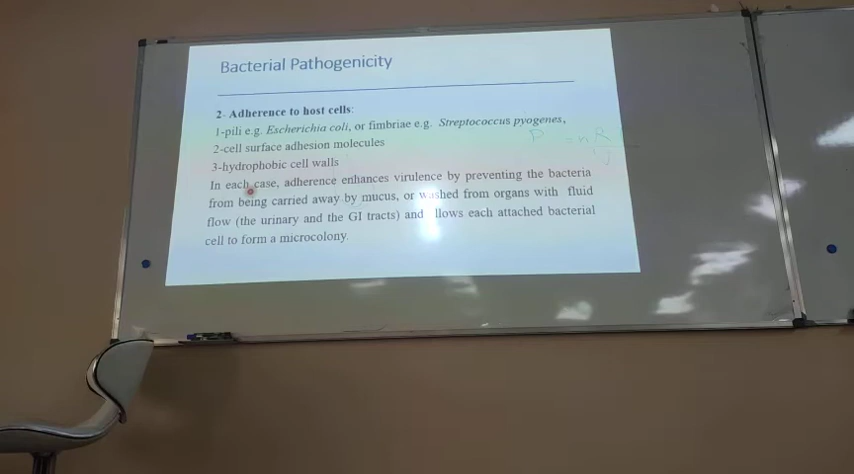 Bacterial Pathogenicity
2- Adherence to host cells:
1-pili e.g. Escherichia coli, or fimbriae e.g. Streptococcus pyogenes,
2-cell surface adhesion molecules
3-hydrophobic cell walls
In each case, adherence enhances virulence by preventing the bacteria
from being carried away by mucus, or washed from organs with fluid
flow (the urinary and the GI tracts) and allows each attached bacterial
cell to form a microcolony.